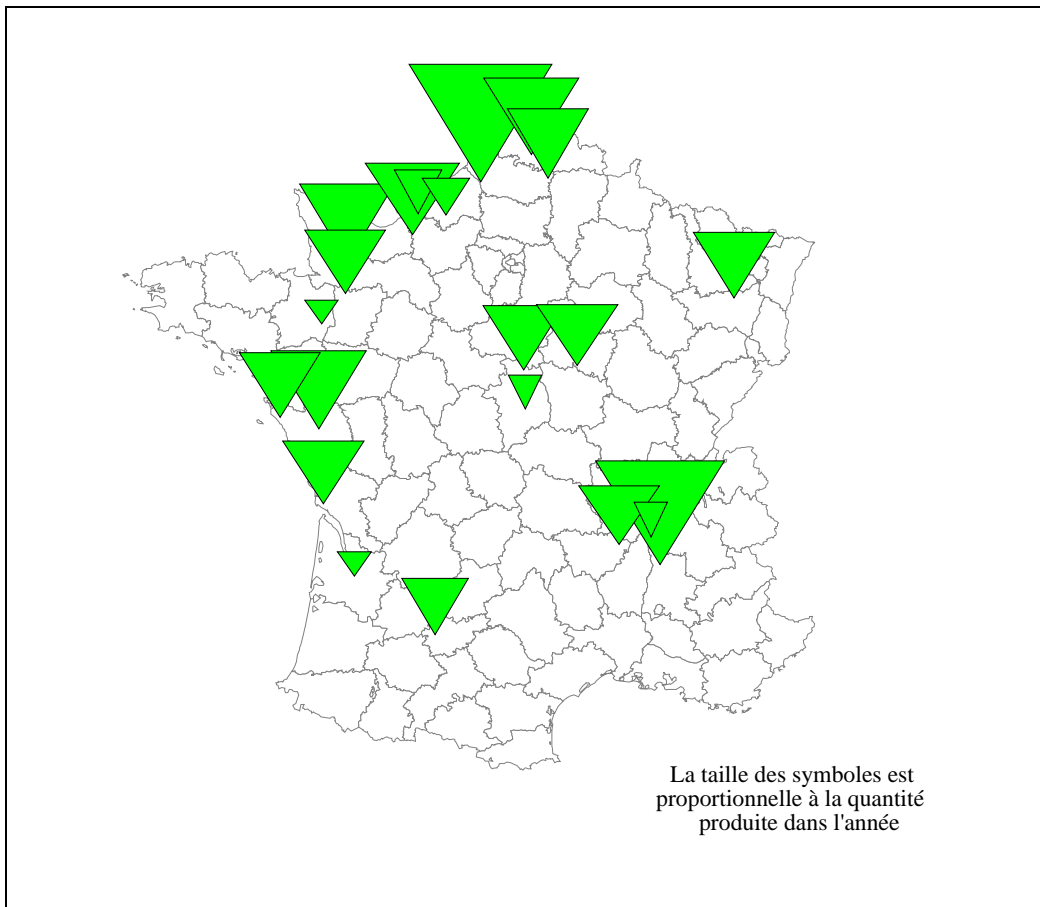 La taille des symboles est
proportionnelle à la quantité
produite dans l'année